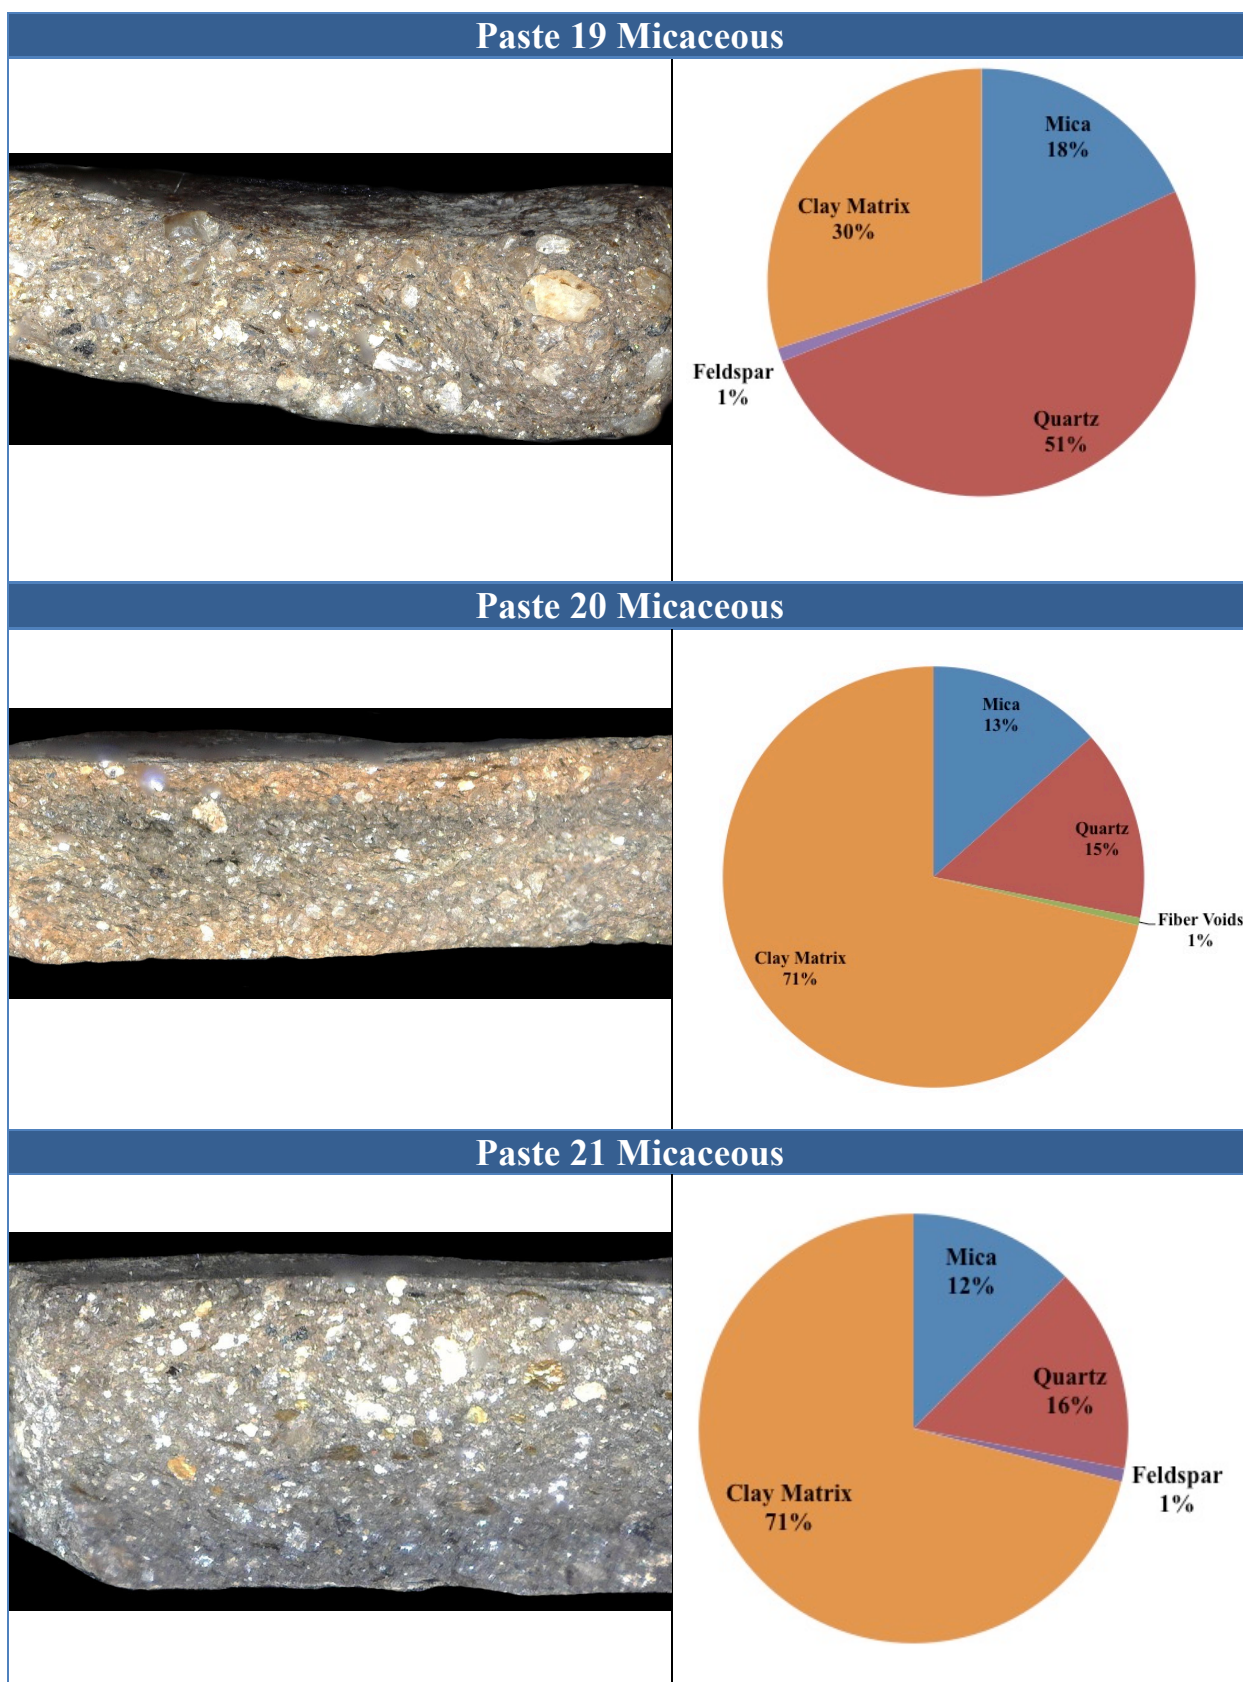 Paste 19 Micaceous
Mica
18%
Clay Matrix
30%
Feldspar
1%
Quartz
51%
Paste 20 Micaceous
Mica
13%
Quartz
15%
Fiber Voids
1%
Clay Matrix
71%
Paste 21 Micaceous
Mica
12%
Quartz
16%
Feldspar
1%
Clay Matrix
71%